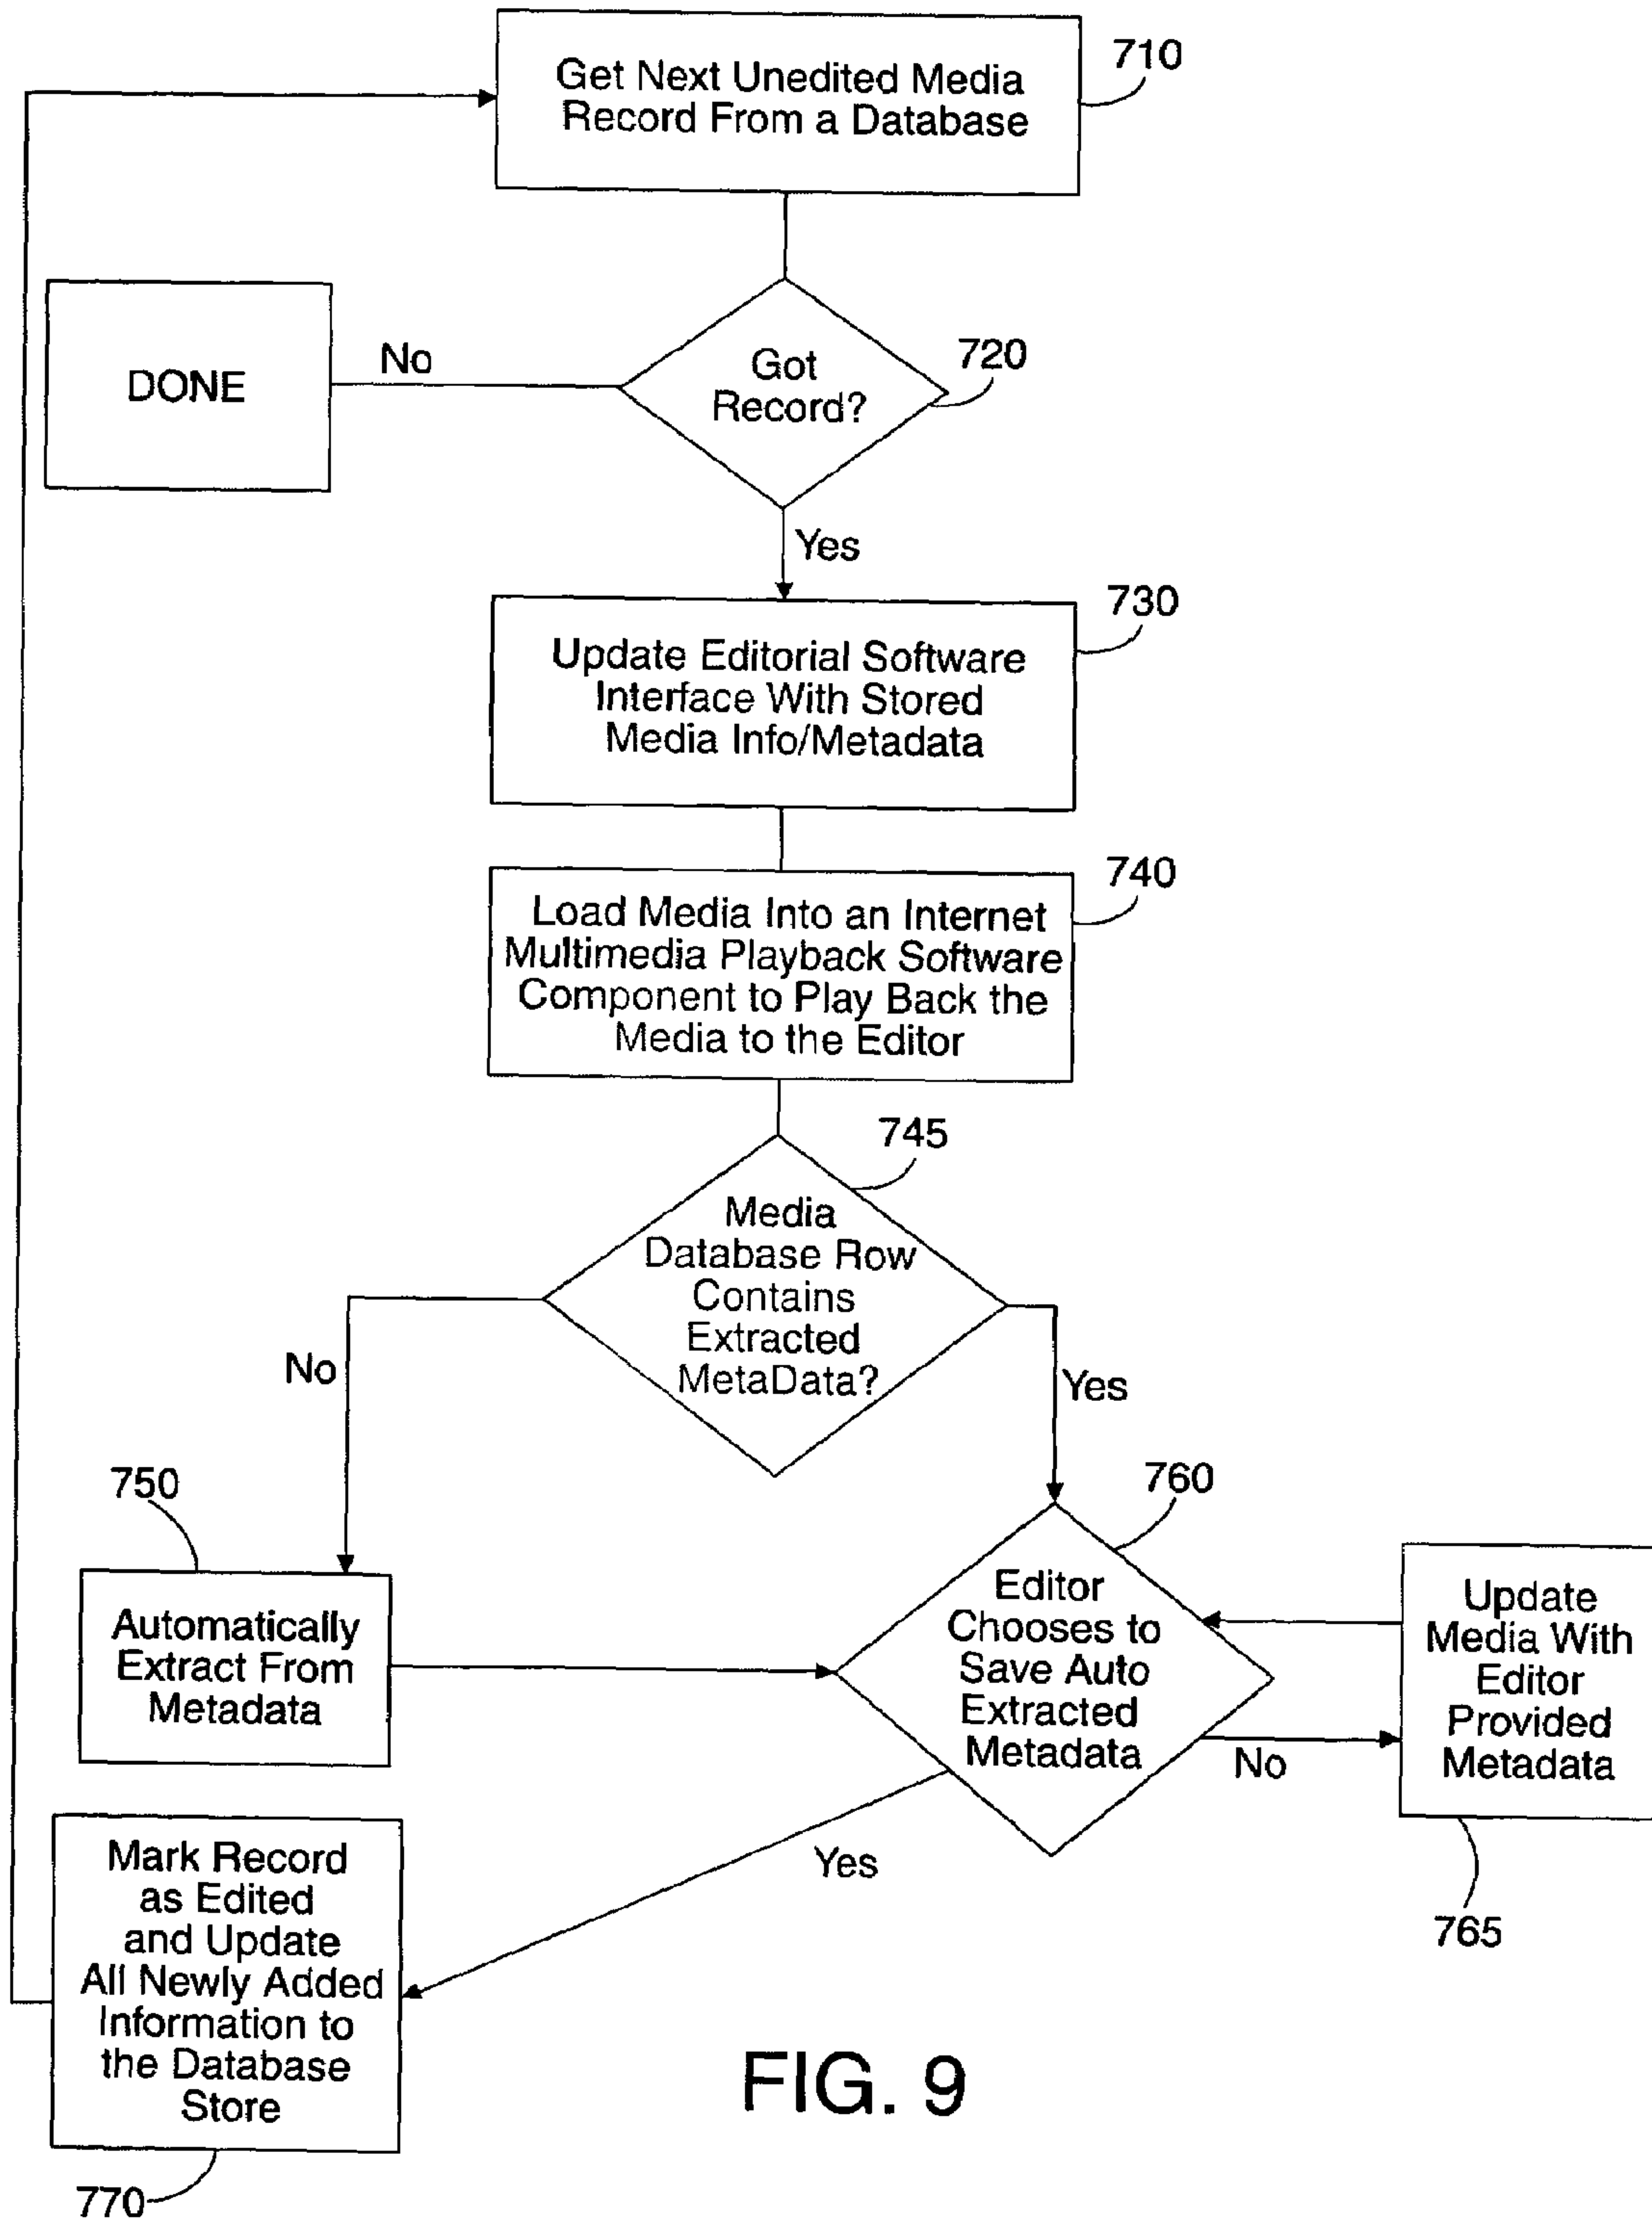 710
Get Next Unedited Media
Record From a Database
DONE
No
Got
Record?
720
Yes
730
Update Editorial Software
Interface With Stored
Media Info/Metadata
740
Load Media Into an Internet
Multimedia Playback Software
Component to Play Back the
Media to the Editor
745
Media
Database Row
Contains
Extracted
MetaData?
No
Yes
750
Automatically
Extract From
Metadata
760
Editor
Chooses to
Save Auto
Extracted
Metadata
No
Update
Media With
Editor
Provided
Metadata
765
Yes
Mark Record
as Edited
and Update
All Newly Added
Information to
the Database
Store
770
FIG. 9